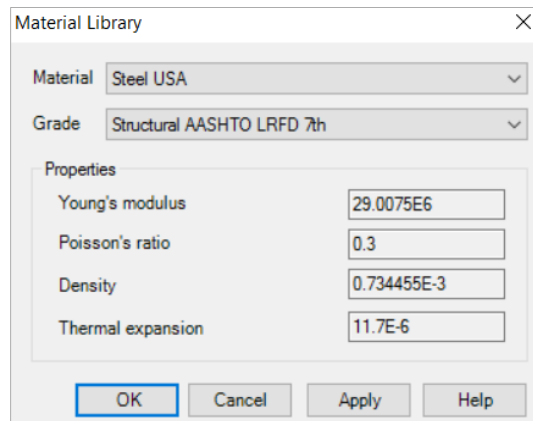 Material Library
Material Steel USA
Grade Structural AASHTO LRFD 7th
Properties
Young's modulus 29.0075E6
Poisson's ratio 0.3
Density 0.734455E-3
Thermal expansion 11.7E-6
OK Cancel Apply Help